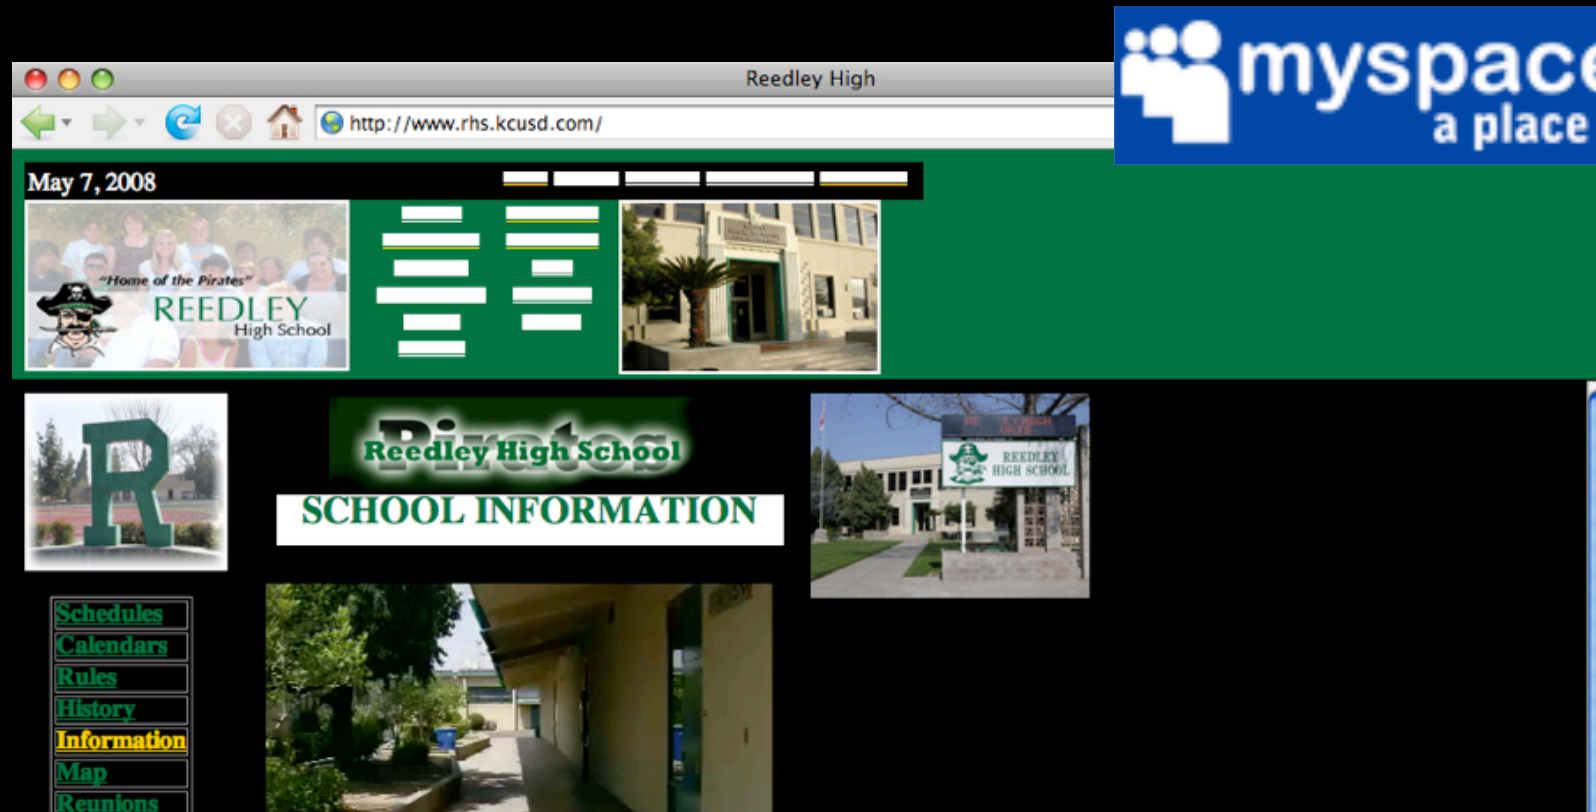 myspace
a place
Reedley High
http://www.rhs.kcusd.com/
May 7, 2008
"Home of the Pirates"
REEDLEY
High School
Pirates
Reedley High School
SCHOOL INFORMATION
REEDLEY
HIGH SCHOOL
Schedules
Calendars
Rules
History
Information
Map
Reunions